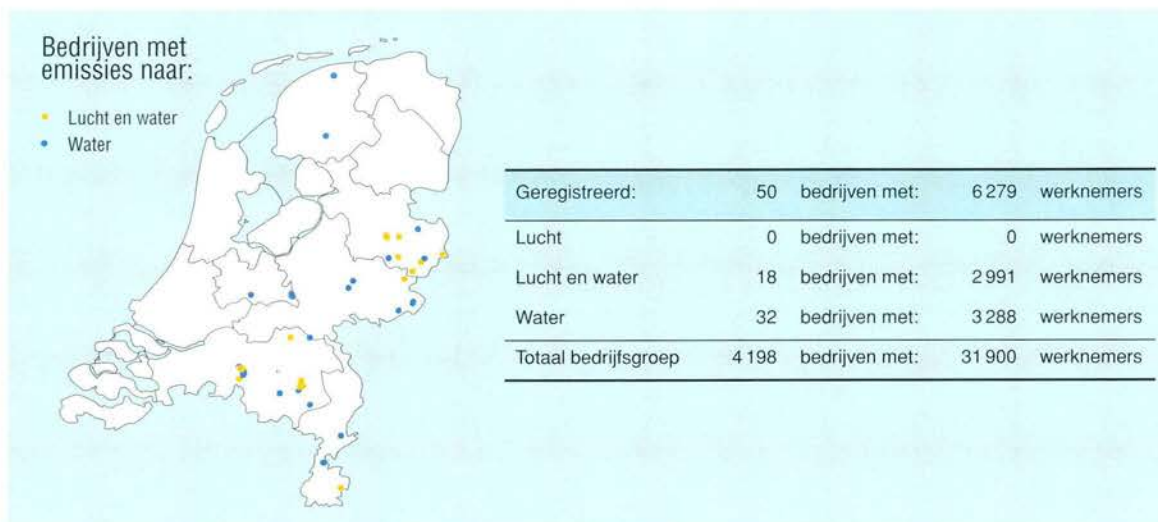 Bedrijven met
emissies naar:
Lucht en water
Water
Geregistreerd: 50 bedrijven met: 6 279 werknemers
Lucht 0 bedrijven met: 0 werknemers
Lucht en water 18 bedrijven met: 2 991 werknemers
Water 32 bedrijven met: 3 288 werknemers
Totaal bedrijfsgroep 4 198 bedrijven met: 31 900 werknemers